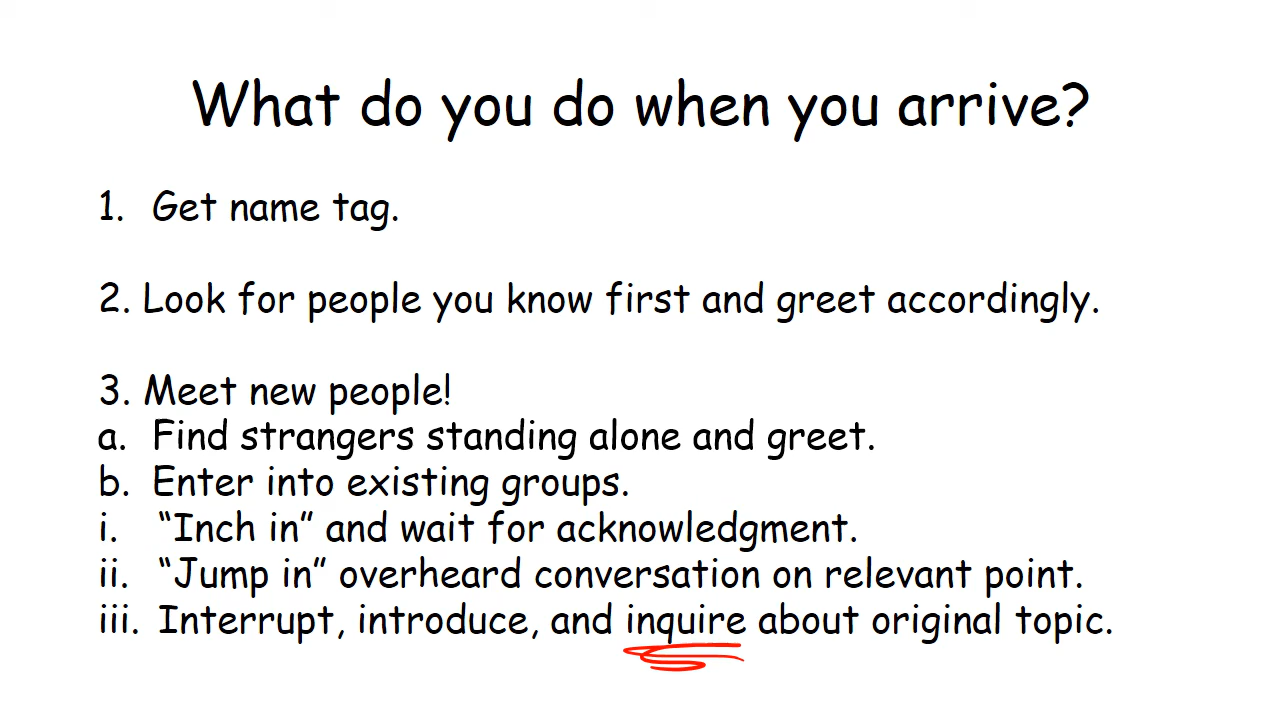 What do you do when you arrive?
1. Get name tag.
2. Look for people you know first and greet accordingly.
3. Meet new people!
a. Find strangers standing alone and greet.
b. Enter into existing groups.
i. “Inch in” and wait for acknowledgment.
ii. “Jump in” overheard conversation on relevant point.
iii. Interrupt, introduce, and inquire about original topic.